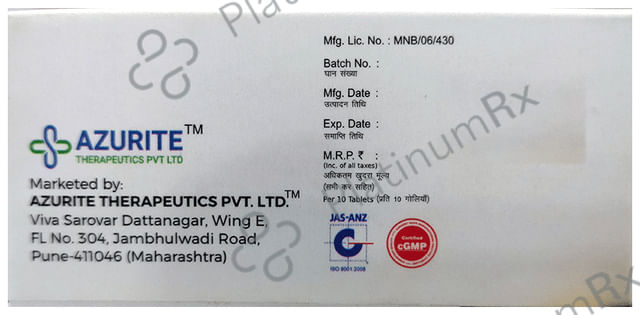 AZURITE™
THERAPEUTICS PVT LTD
Marketed by:
AZURITE THERAPEUTICS PVT. LTD.™
Viva Sarovar Dattanagar, Wing E,
FL No. 304, Jambhulwadi Road,
Pune-411046 (Maharashtra)
Mfg. Lic. No. : MNB/06/430
Batch No. :
घान संख्या
Mfg. Date :
उत्पादन तिथि
Exp. Date :
समाप्ति तिथि
M.R.P. ₹ :
(Inc. of all taxes)
अधिकतम खुदरा मूल्य
(सभी कर सहित)
Per 10 Tablets (प्रति 10 गोलियाँ)
JAS-ANZ
ISO 9001:2008
Certified
cGMP
PlatinumRx
PlatinumRx